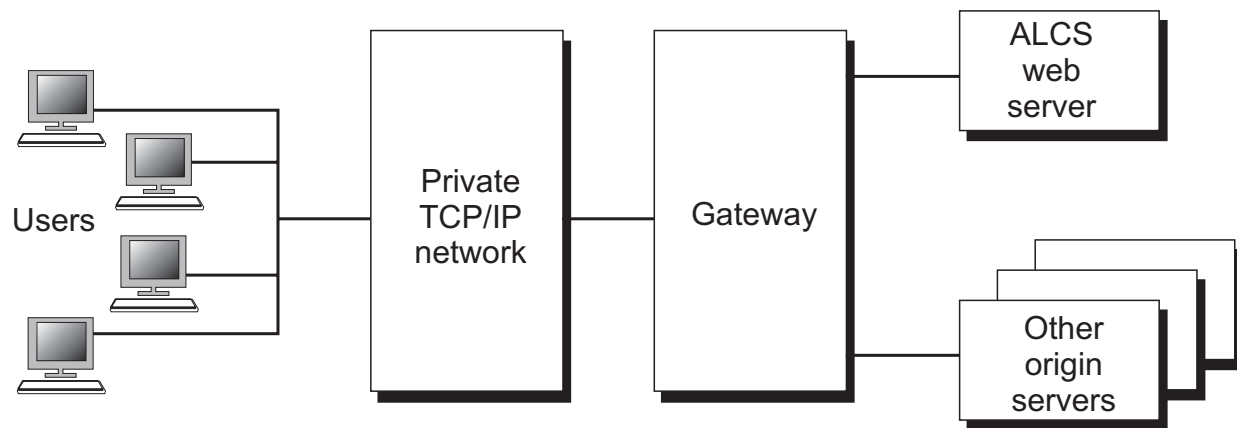 Users
Private
TCP/IP
network
Gateway
ALCS
web
server
Other
origin
servers